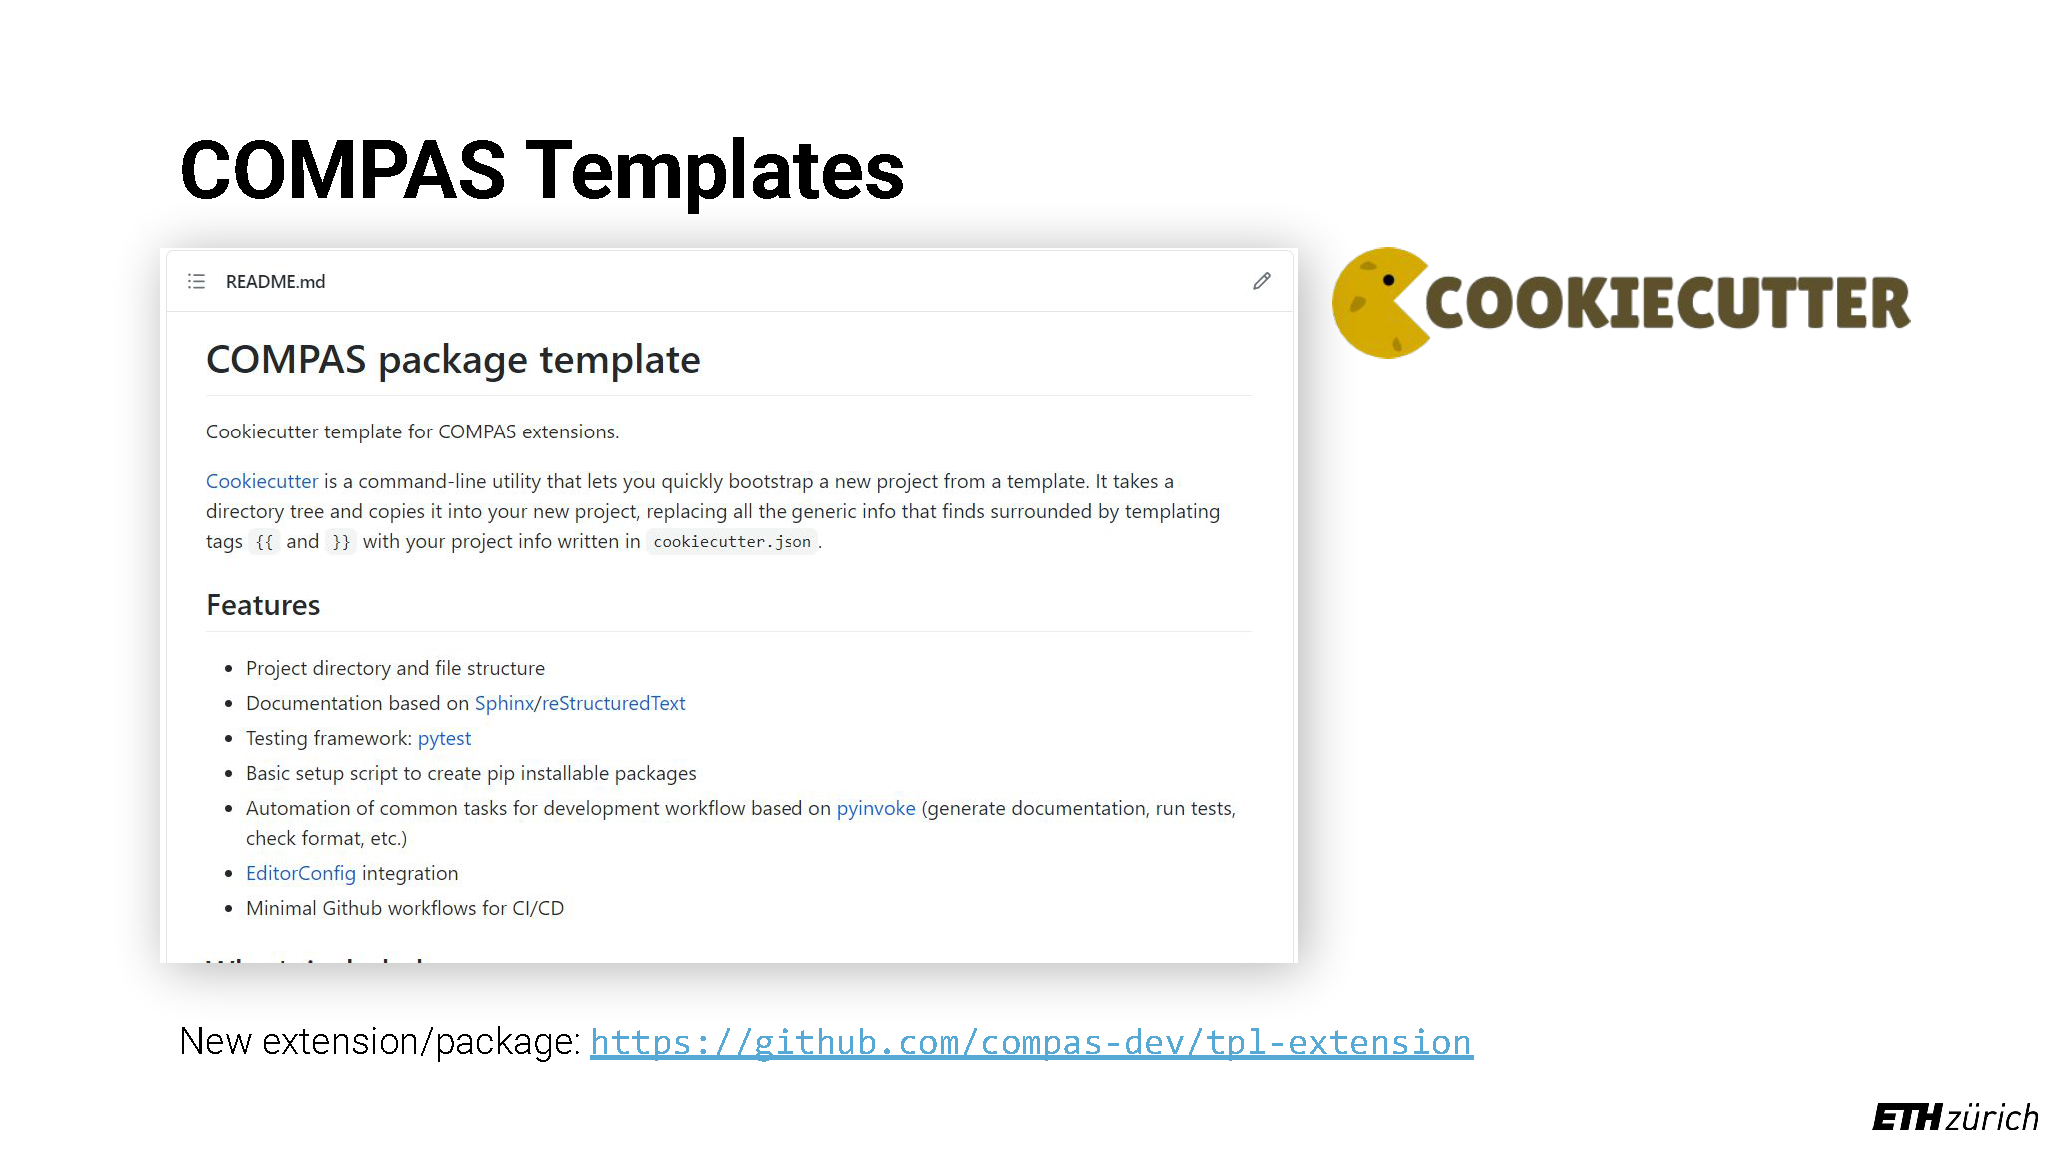 COMPAS Templates
README.md
COOKIECUTTER
COMPAS package template
Cookiecutter template for COMPAS extensions.
Cookiecutter is a command-line utility that lets you quickly bootstrap a new project from a template. It takes a
directory tree and copies it into your new project, replacing all the generic info that finds surrounded by templating
tags {{ and }} with your project info written in cookiecutter.json.
Features
• Project directory and file structure
• Documentation based on Sphinx/reStructuredText
• Testing framework: pytest
• Basic setup script to create pip installable packages
• Automation of common tasks for development workflow based on pyinvoke (generate documentation, run tests,
check format, etc.)
• EditorConfig integration
• Minimal Github workflows for CI/CD
New extension/package: https://github.com/compas-dev/tpl-extension
ETH zürich